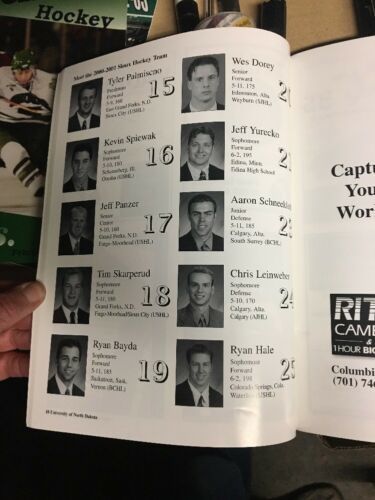 Hockey
Meet the 2000-2001 Sioux Hockey Team
Tyler Palmiscno
Freshman
Forward
5-9, 160
East Grand Forks, N.D.
Sioux City (USHL)
15
Kevin Spiewak
Sophomore
Forward
5-10, 180
Schaumburg, Ill.
Omaha (USHL)
16
Jeff Panzer
Senior
Center
5-10, 160
Grand Forks, N.D.
Fargo-Moorhead (USHL)
17
Tim Skarperud
Sophomore
Forward
5-11, 185
Grand Forks, N.D.
Fargo-Moorhead/Sioux City (USHL)
18
Ryan Bayda
Sophomore
Forward
5-11, 185
Saskatoon, Sask.
Vernon (BCHL)
19
Wes Dorey
Senior
Forward
5-11, 175
Edmonton, Alta.
Weyburn (SJHL)
Jeff Yurecko
Sophomore
Forward
6-2, 195
Edina, Minn.
Edina High School
Aaron Schneekloth
Junior
Defense
5-11, 185
Calgary, Alta.
South Surrey (BCHL)
Chris Leinweber
Sophomore
Defense
5-10, 170
Calgary, Alta.
Calgary (AJHL)
Ryan Hale
Sophomore
Forward
6-2, 198
Colorado Springs, Colo.
Waterloo (USHL)
48 University of North Dakota
Captu
You
Worl
RIT
CAME
1 HOUR
Columbia
(701) 746